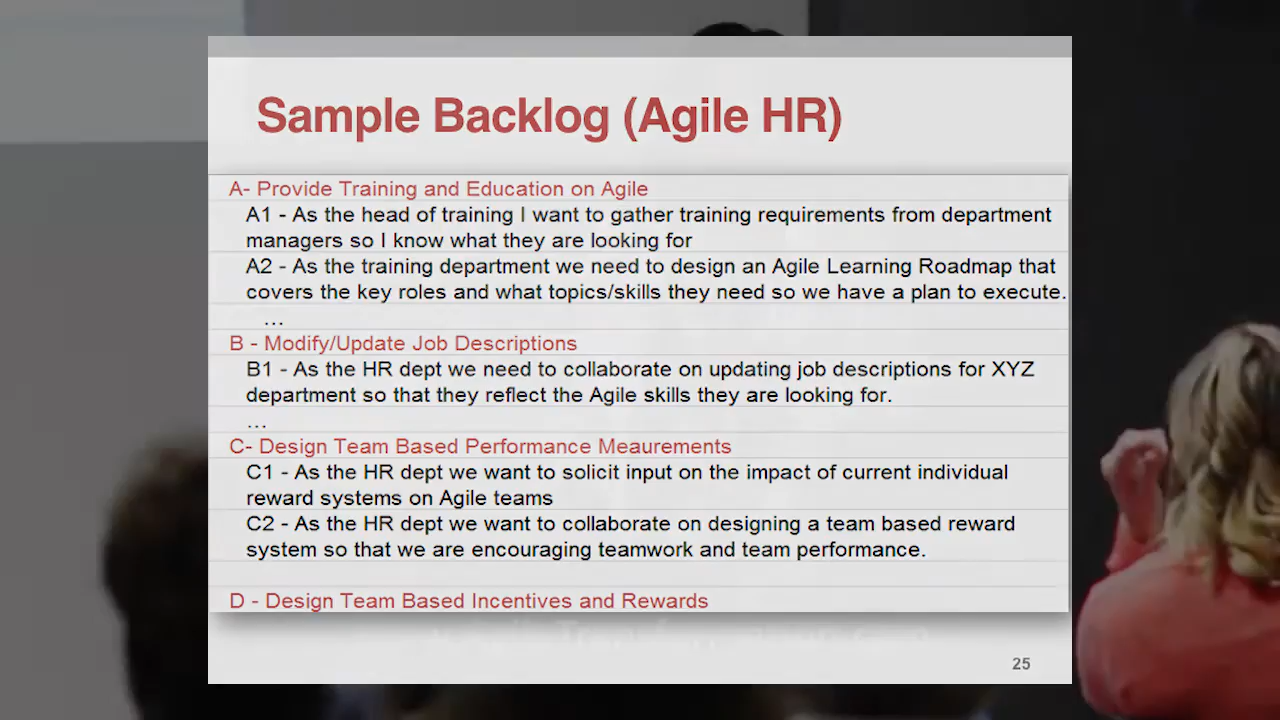 Sample Backlog (Agile HR)
A- Provide Training and Education on Agile
A1 - As the head of training I want to gather training requirements from department
managers so I know what they are looking for
A2 - As the training department we need to design an Agile Learning Roadmap that
covers the key roles and what topics/skills they need so we have a plan to execute.
...
B - Modify/Update Job Descriptions
B1 - As the HR dept we need to collaborate on updating job descriptions for XYZ
department so that they reflect the Agile skills they are looking for.
...
C- Design Team Based Performance Meaurements
C1 - As the HR dept we want to solicit input on the impact of current individual
reward systems on Agile teams
C2 - As the HR dept we want to collaborate on designing a team based reward
system so that we are encouraging teamwork and team performance.
D - Design Team Based Incentives and Rewards
25